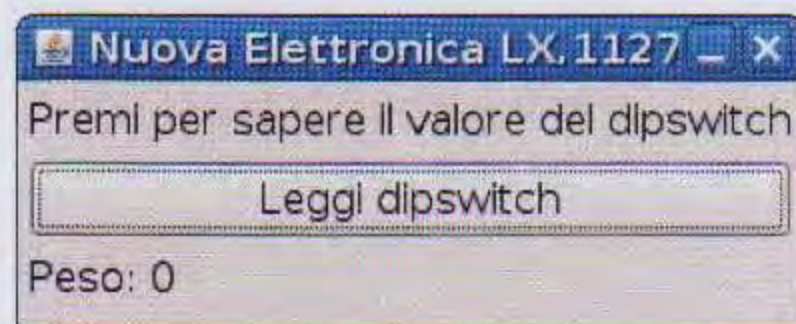 Nuova Elettronica LX.1127
Premi per sapere il valore del dipswitch
Leggi dipswitch
Peso: 0